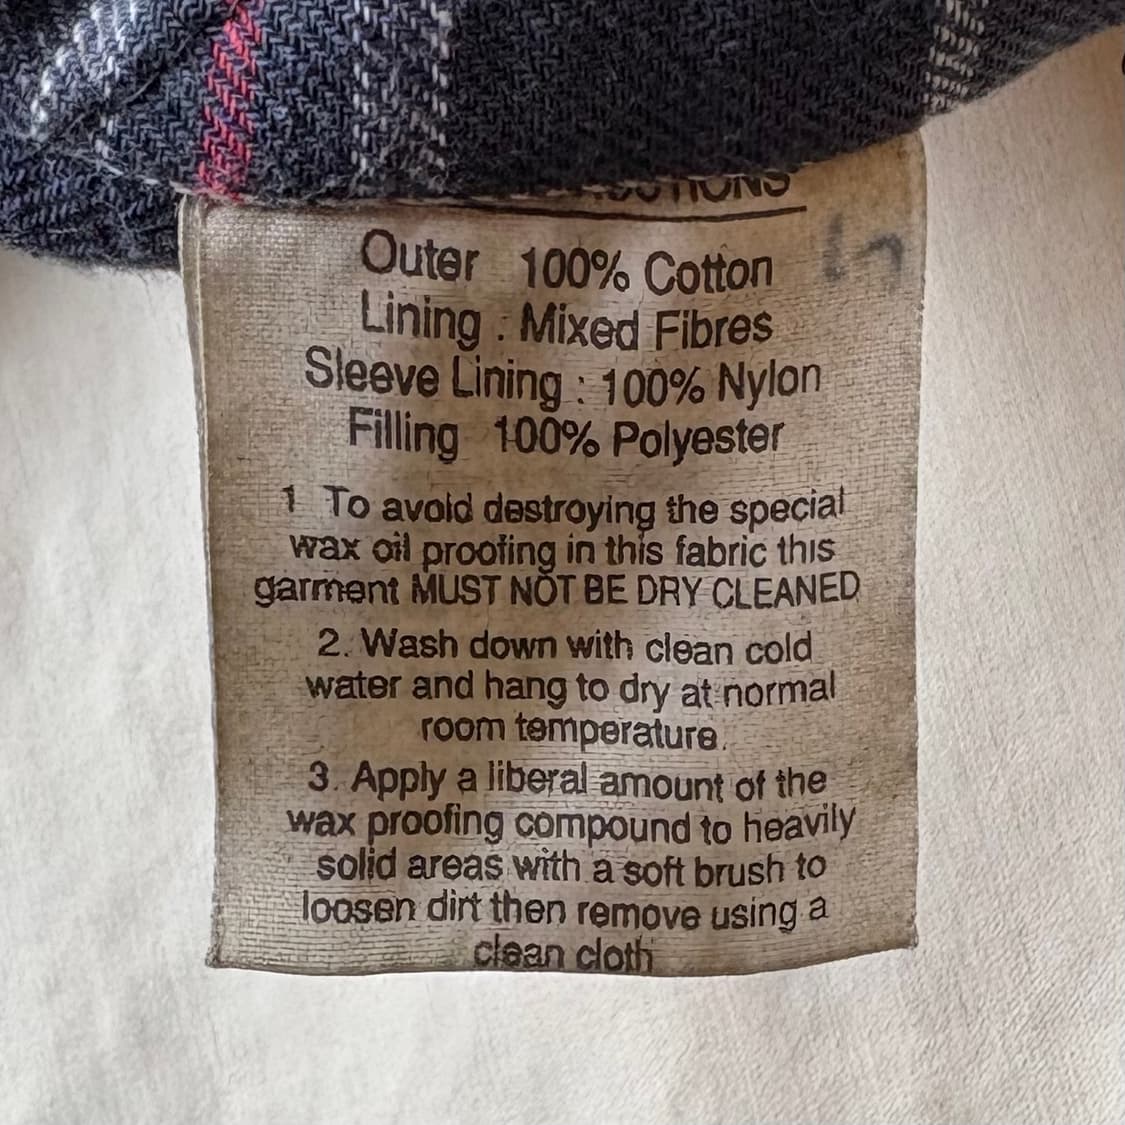 Outer 100% Cotton
Lining : Mixed Fibres
Sleeve Lining : 100% Nylon
Filling 100% Polyester
1 To avoid destroying the special
wax oil proofing in this fabric this
garment MUST NOT BE DRY CLEANED
2. Wash down with clean cold
water and hang to dry at normal
room temperature.
3. Apply a liberal amount of the
wax proofing compound to heavily
solid areas with a soft brush to
loosen dirt then remove using a
clean cloth